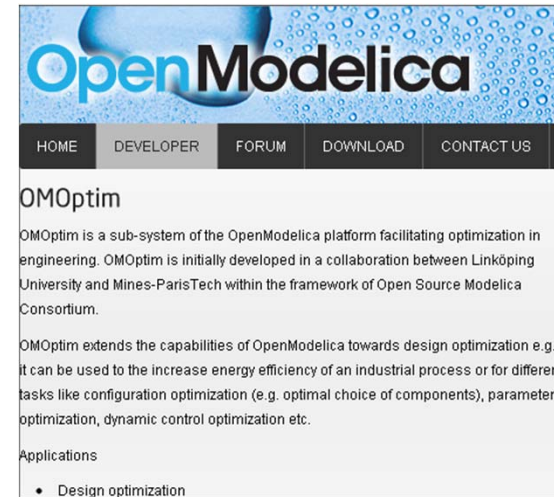 OpenModelica
HOME DEVELOPER FORUM DOWNLOAD CONTACT US
OMOptim
OMOptim is a sub-system of the OpenModelica platform facilitating optimization in
engineering. OMOptim is initially developed in a collaboration between Linköping
University and Mines-ParisTech within the framework of Open Source Modelica
Consortium.
OMOptim extends the capabilities of OpenModelica towards design optimization e.g.
it can be used to the increase energy efficiency of an industrial process or for differen
tasks like configuration optimization (e.g. optimal choice of components), parameter
optimization, dynamic control optimization etc.
Applications
• Design optimization